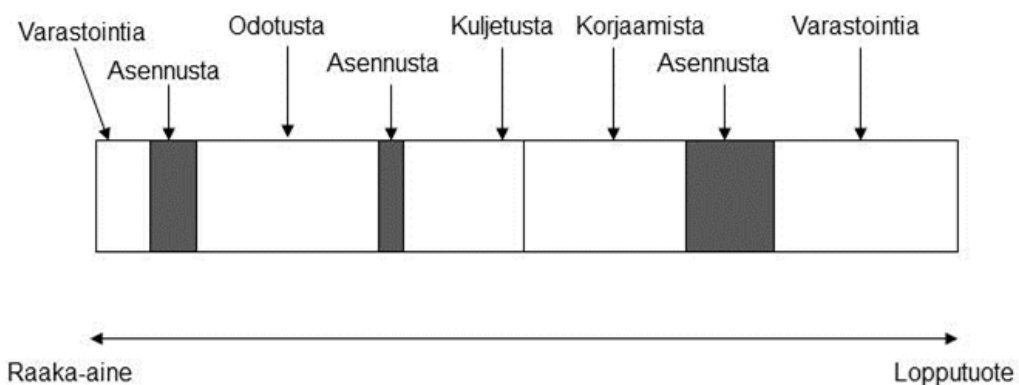 Varastointia
Odotusta
Kuljetusta
Korjaamista
Varastointia
Asennusta
Asennusta
Asennusta
Raaka-aine
Lopputuote